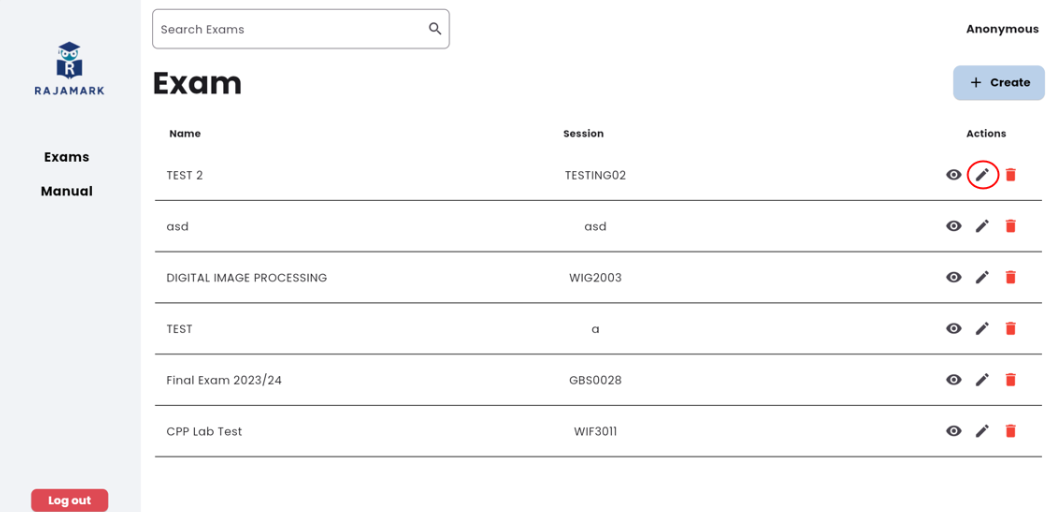 Search Exams
Anonymous
RAJAMARK
Exam
+ Create
Exams
Manual
Name Session Actions
TEST 2 TESTING02
asd asd
DIGITAL IMAGE PROCESSING WIG2003
TEST a
Final Exam 2023/24 GBS0028
CPP Lab Test WIF3011
Log out